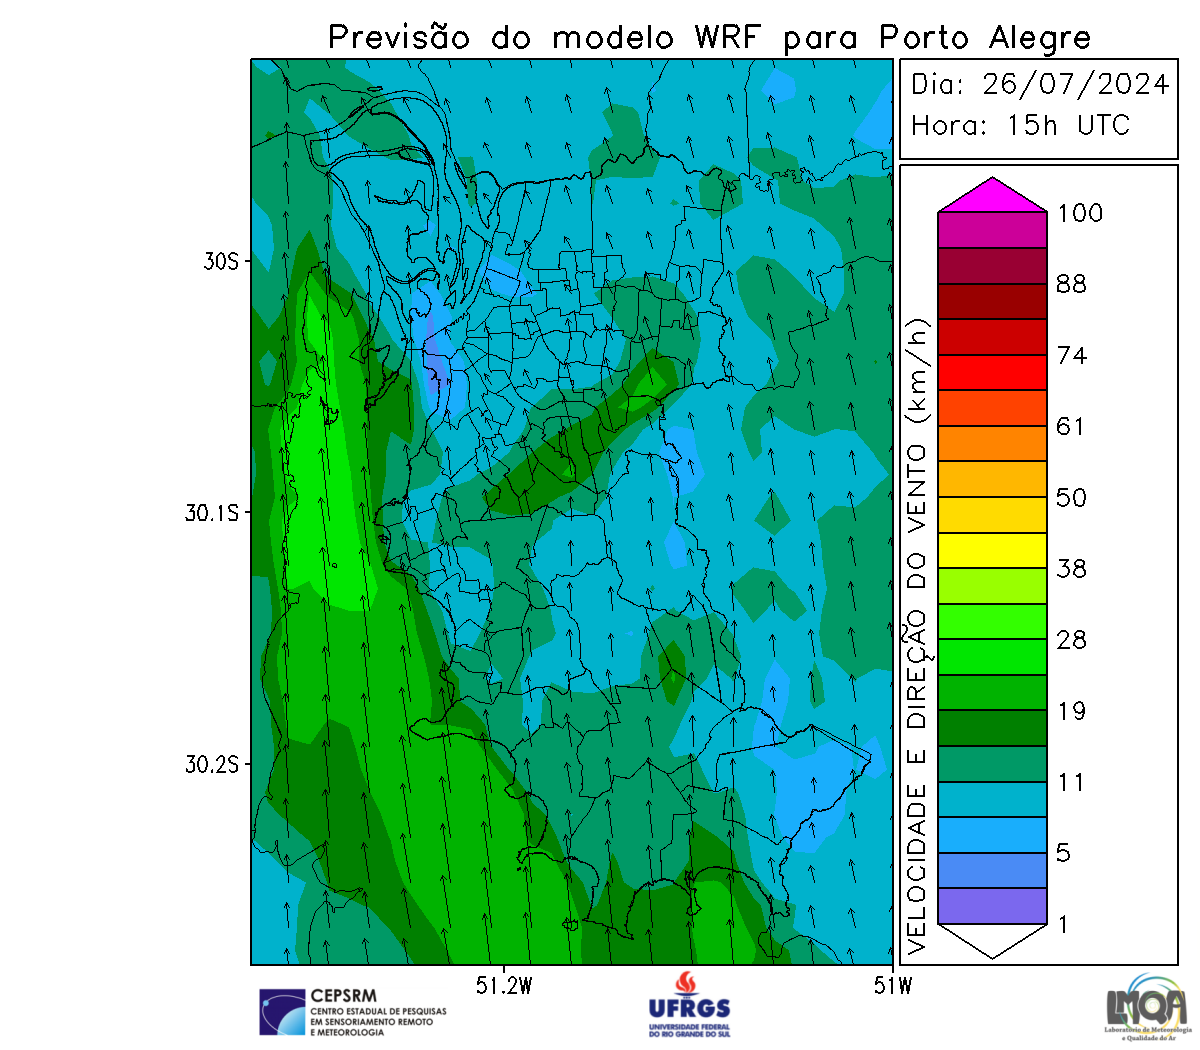 Previsão do modelo WRF para Porto Alegre
Dia: 26/07/2024
Hora: 15h UTC
30S
30.1S
30.2S
51.2W
51W
VELOCIDADE E DIREÇÃO DO VENTO (km/h)
100
88
74
61
50
38
28
19
11
5
1
CEPSRM
CENTRO ESTADUAL DE PESQUISAS
EM SENSORIAMENTO REMOTO
E METEOROLOGIA
UFRGS
UNIVERSIDADE FEDERAL
DO RIO GRANDE DO SUL
LMQA
Laboratório de Meteorologia
e Qualidade do Ar